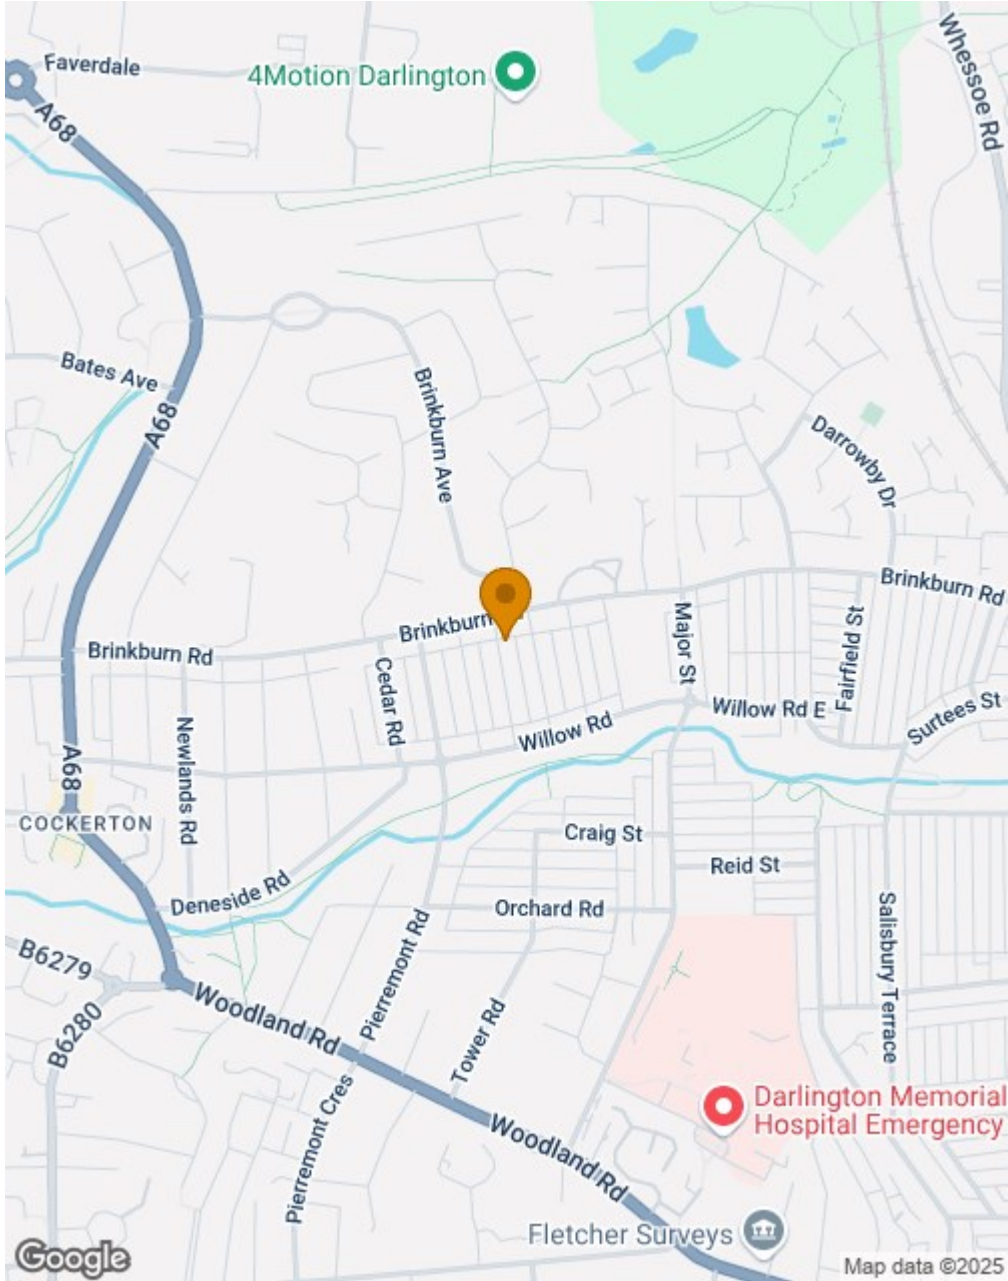 Faverdale
4Motion Darlington
Whessoe Rd
A68
Bates Ave
A68
Brinkburn Ave
Darrowby Dr
Brinkburn Rd
Brinkburn
Brinkburn Rd
Cedar Rd
Major St
Fairfield St
Willow Rd E
Surtees St
Willow Rd
Newlands Rd
A68
COCKERTON
Craig St
Reid St
Deneside Rd
Orchard Rd
Pierremont Rd
Salisbury Terrace
B6279
B6280
Woodland Rd
Tower Rd
Pierremont Cres
Darlington Memorial
Hospital Emergency
Woodland Rd
Fletcher Surveys
Google
Map data ©2025